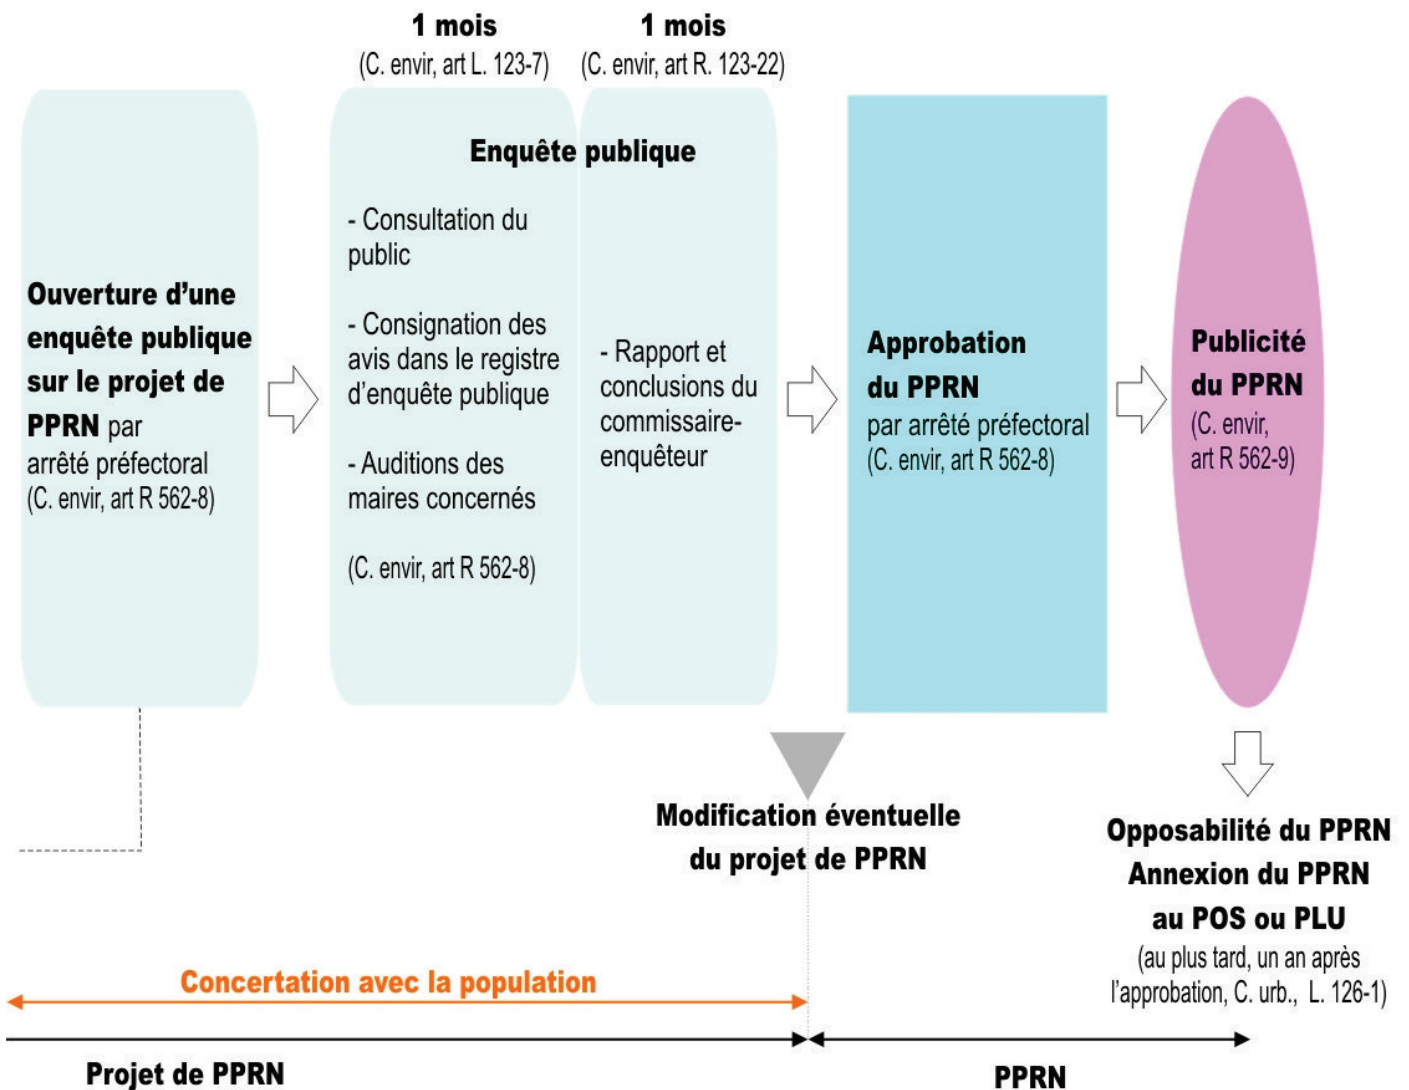 1 mois
(C. envir, art L. 123-7)
1 mois
(C. envir, art R. 123-22)
Ouverture d’une
enquête publique
sur le projet de
PPRN par
arrêté préfectoral
(C. envir, art R 562-8)
Enquête publique
- Consultation du
public
- Consignation des
avis dans le registre
d’enquête publique
- Auditions des
maires concernés
(C. envir, art R 562-8)
- Rapport et
conclusions du
commissaire-
enquêteur
Approbation
du PPRN
par arrêté préfectoral
(C. envir, art R 562-8)
Publicité
du PPRN
(C. envir,
art R 562-9)
Modification éventuelle
du projet de PPRN
Opposabilité du PPRN
Annexion du PPRN
au POS ou PLU
(au plus tard, un an après
l’approbation, C. urb., L. 126-1)
Concertation avec la population
Projet de PPRN
PPRN